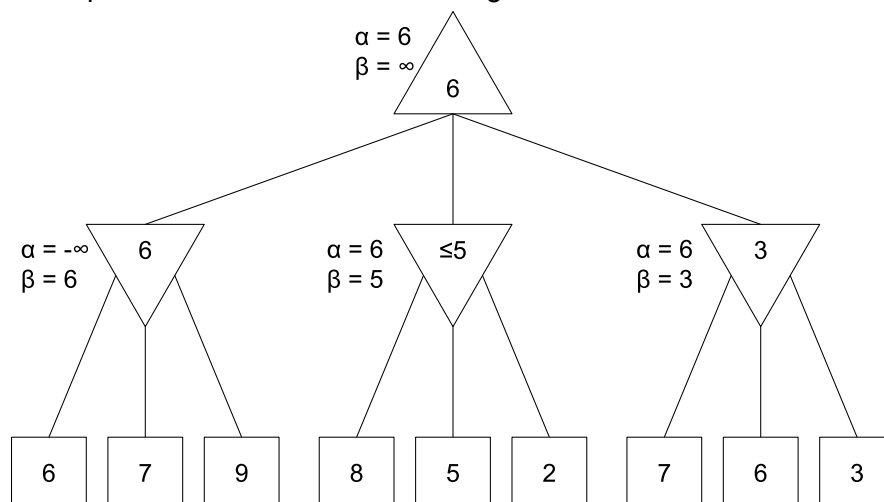 α = 6
β = ∞
6
α = -∞
β = 6
6
α = 6
β = 5
≤5
α = 6
β = 3
3
6 7 9 8 5 2 7 6 3